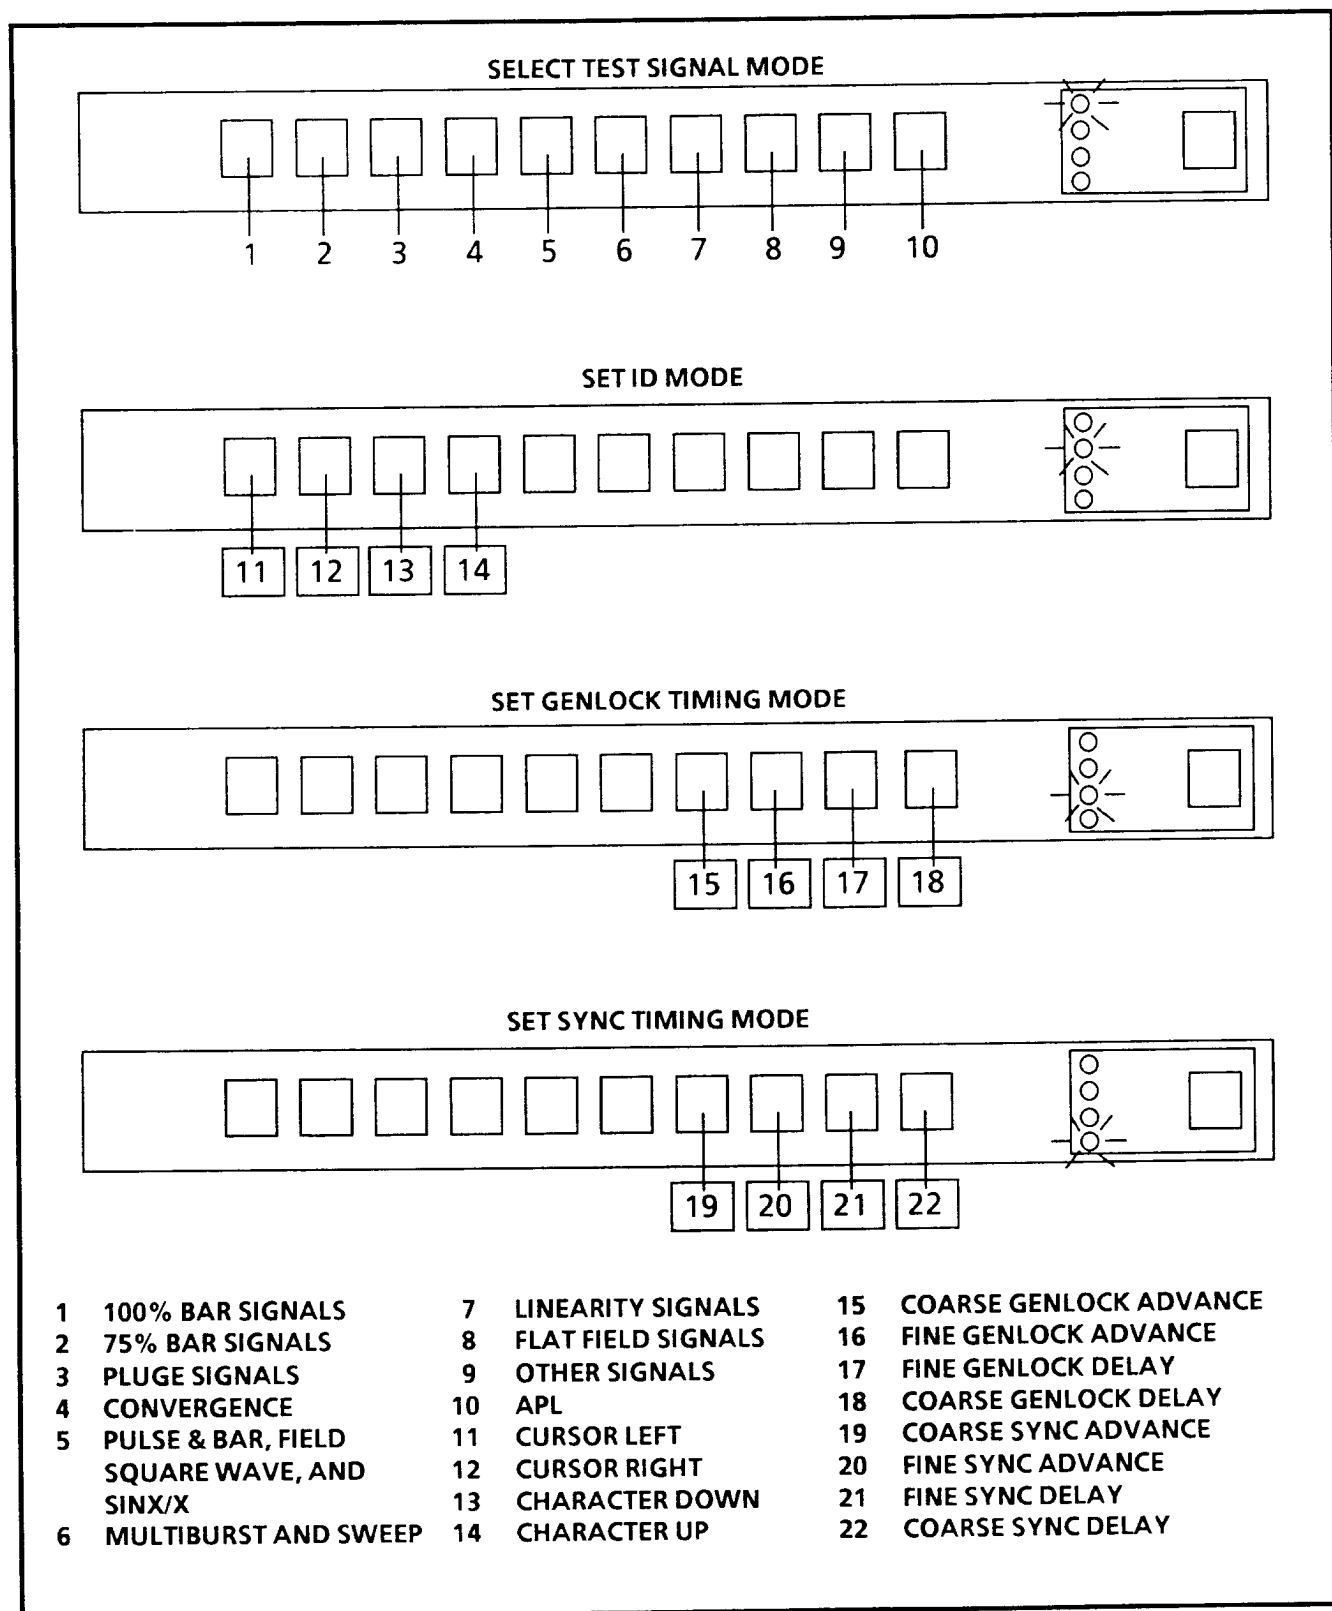 SELECT TEST SIGNAL MODE
1 2 3 4 5 6 7 8 9 10
SET ID MODE
11 12 13 14
SET GENLOCK TIMING MODE
15 16 17 18
SET SYNC TIMING MODE
19 20 21 22
1 100% BAR SIGNALS
2 75% BAR SIGNALS
3 PLUGE SIGNALS
4 CONVERGENCE
5 PULSE & BAR, FIELD
SQUARE WAVE, AND
SINX/X
6 MULTIBURST AND SWEEP
7 LINEARITY SIGNALS
8 FLAT FIELD SIGNALS
9 OTHER SIGNALS
10 APL
11 CURSOR LEFT
12 CURSOR RIGHT
13 CHARACTER DOWN
14 CHARACTER UP
15 COARSE GENLOCK ADVANCE
16 FINE GENLOCK ADVANCE
17 FINE GENLOCK DELAY
18 COARSE GENLOCK DELAY
19 COARSE SYNC ADVANCE
20 FINE SYNC ADVANCE
21 FINE SYNC DELAY
22 COARSE SYNC DELAY